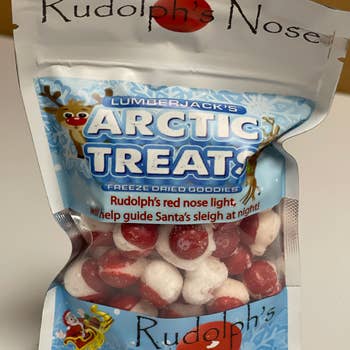 Rudolph's Nose
LUMBERJACK'S
ARCTIC
TREATS
FREEZE DRIED GOODIES
Rudolph's red nose light,
help guide Santa's sleigh at night!
Rudolph's